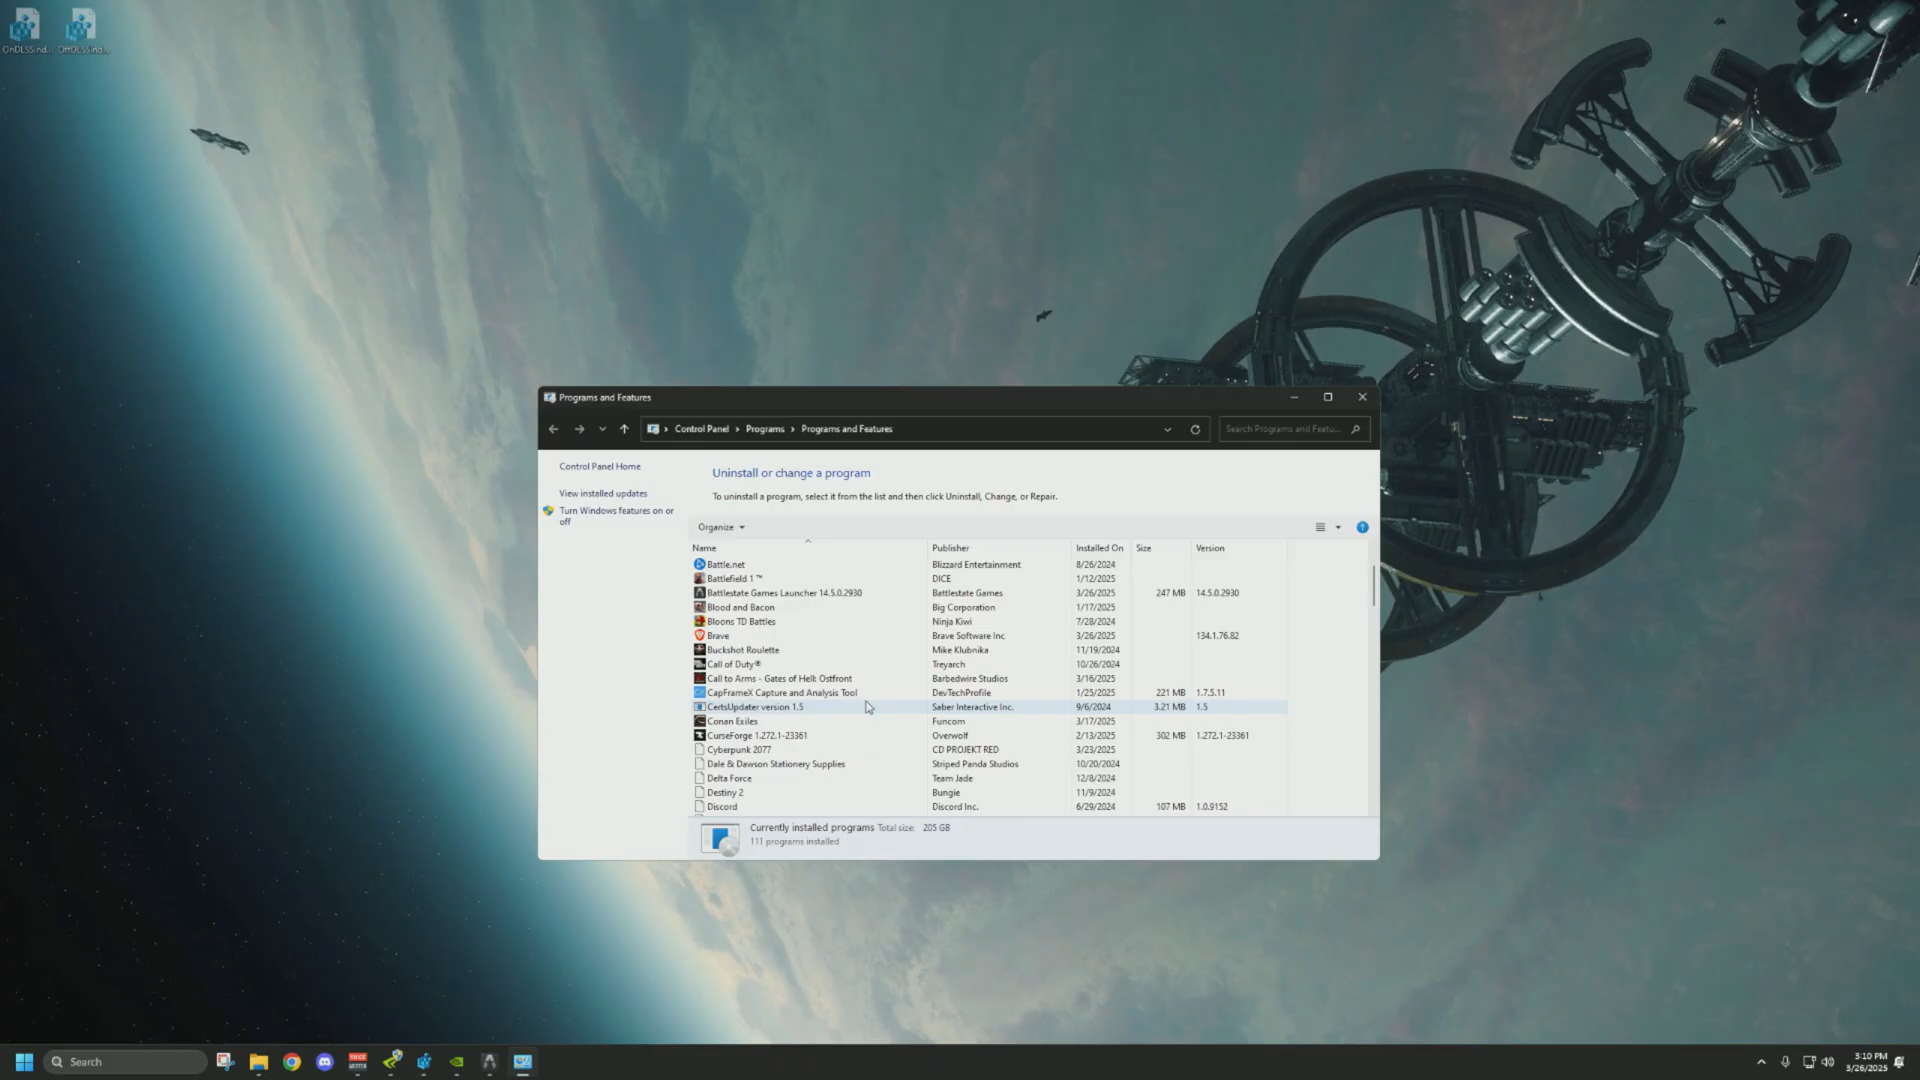 OnDLSSind...
OffDLSSind...
Programs and Features
Control Panel > Programs > Programs and Features
Search Programs and Featu...
Control Panel Home
View installed updates
Turn Windows features on or
off
Uninstall or change a program
To uninstall a program, select it from the list and then click Uninstall, Change, or Repair.
Organize
Name Publisher Installed On Size Version
Battle.net Blizzard Entertainment 8/26/2024
Battlefield 1 ™ DICE 1/12/2025
Battlestate Games Launcher 14.5.0.2930 Battlestate Games 3/26/2025 247 MB 14.5.0.2930
Blood and Bacon Big Corporation 1/17/2025
Bloons TD Battles Ninja Kiwi 7/28/2024
Brave Brave Software Inc 3/26/2025 134.1.76.82
Buckshot Roulette Mike Klubnika 11/19/2024
Call of Duty® Treyarch 10/26/2024
Call to Arms - Gates of Hell: Ostfront Barbedwire Studios 3/16/2025
CapFrameX Capture and Analysis Tool DevTechProfile 1/25/2025 221 MB 1.7.5.11
CertsUpdater version 1.5 Saber Interactive Inc. 9/6/2024 3.21 MB 1.5
Conan Exiles Funcom 3/17/2025
CurseForge 1.272.1-23361 Overwolf 2/13/2025 302 MB 1.272.1-23361
Cyberpunk 2077 CD PROJEKT RED 3/23/2025
Dale & Dawson Stationery Supplies Striped Panda Studios 10/20/2024
Delta Force Team Jade 12/8/2024
Destiny 2 Bungie 11/9/2024
Discord Discord Inc. 6/29/2024 107 MB 1.0.9152
Currently installed programs Total size: 205 GB
111 programs installed
Search
3:10 PM
3/26/2025